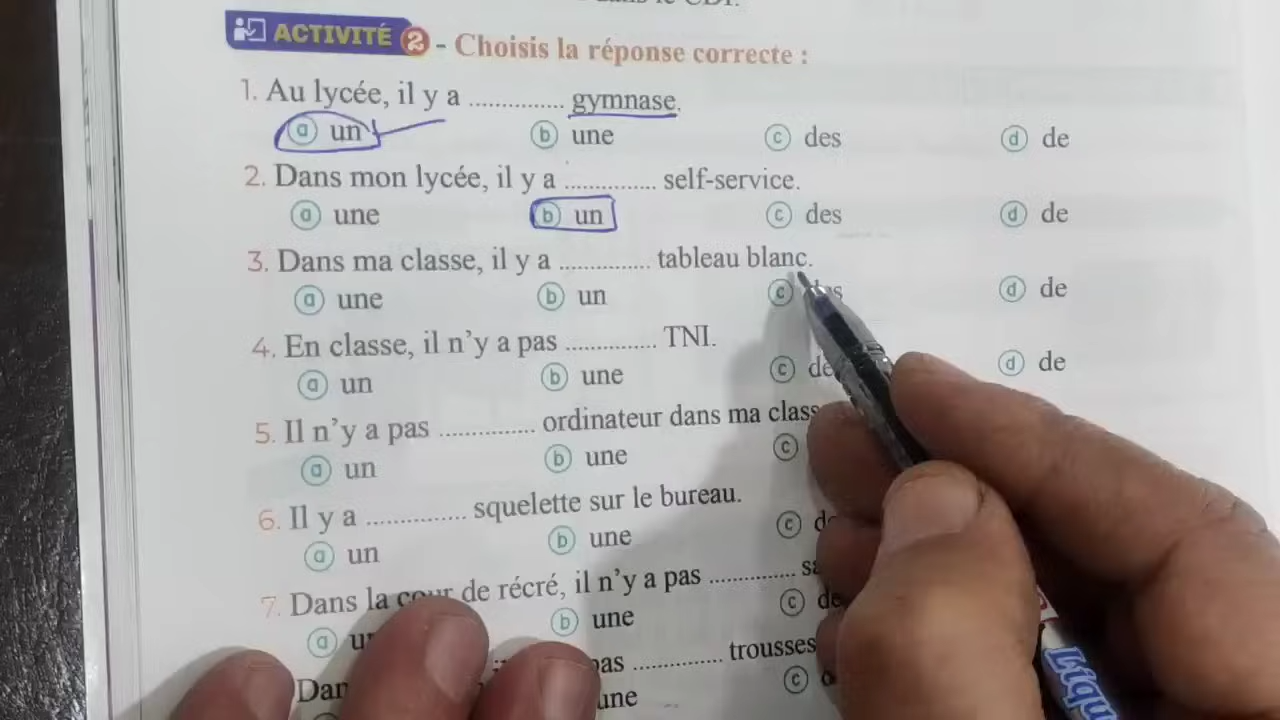 ACTIVITÉ 2 - Choisis la réponse correcte :
1. Au lycée, il y a .............. gymnase.
a un b une c des d de
2. Dans mon lycée, il y a .............. self-service.
a une b un c des d de
3. Dans ma classe, il y a .............. tableau blanc.
a une b un c des d de
4. En classe, il n'y a pas .............. TNI.
a un b une c d de
5. Il n'y a pas .............. ordinateur dans ma
a un b une c
6. Il y a .............. squelette sur le bureau.
a un b une c
7. Dans la cour de récré, il n'y a pas ..............
a b une c
pas .............. trousses
une c
Liqu